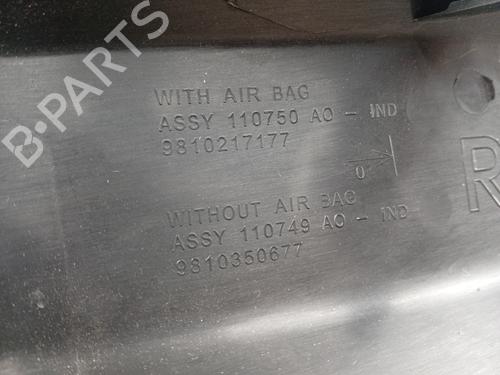 WITH AIR BAG
ASSY 110750 AO - IND
9810217177
0
WITHOUT AIR BAG
ASSY 110749 AO - IND
9810350677
R
B-PARTS